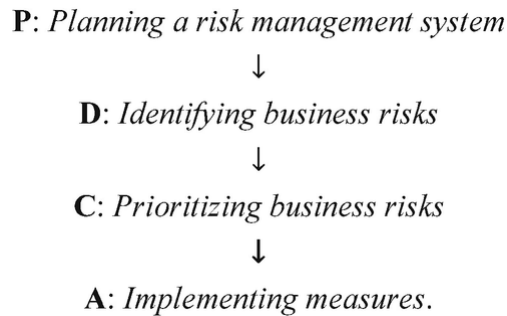 P: Planning a risk management system
↓
D: Identifying business risks
↓
C: Prioritizing business risks
↓
A: Implementing measures.